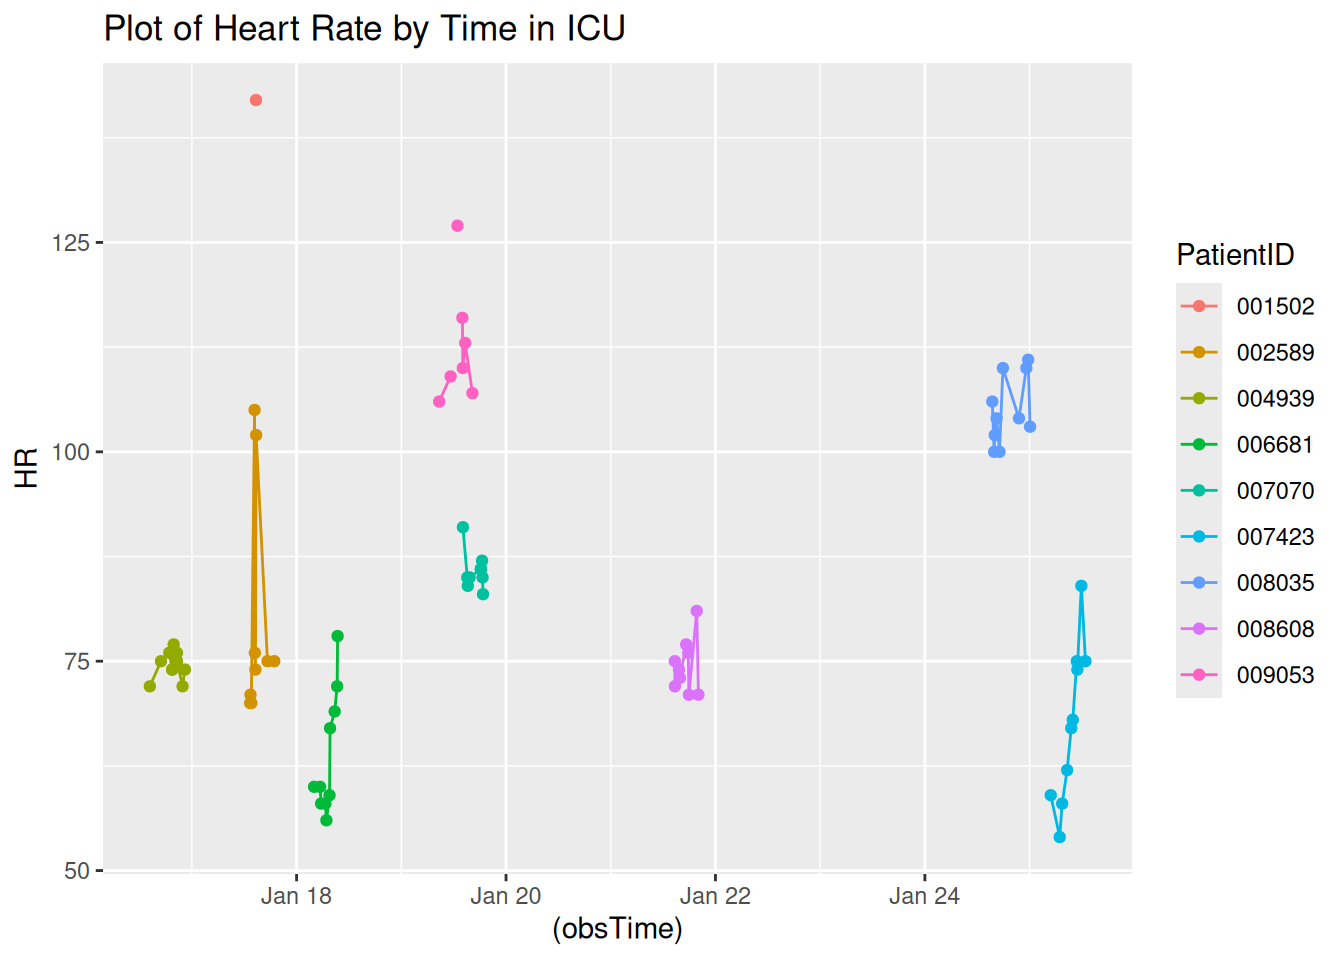 Plot of Heart Rate by Time in ICU
HR
125
100
75
50
Jan 18
Jan 20
Jan 22
Jan 24
(obsTime)
PatientID
001502
002589
004939
006681
007070
007423
008035
008608
009053